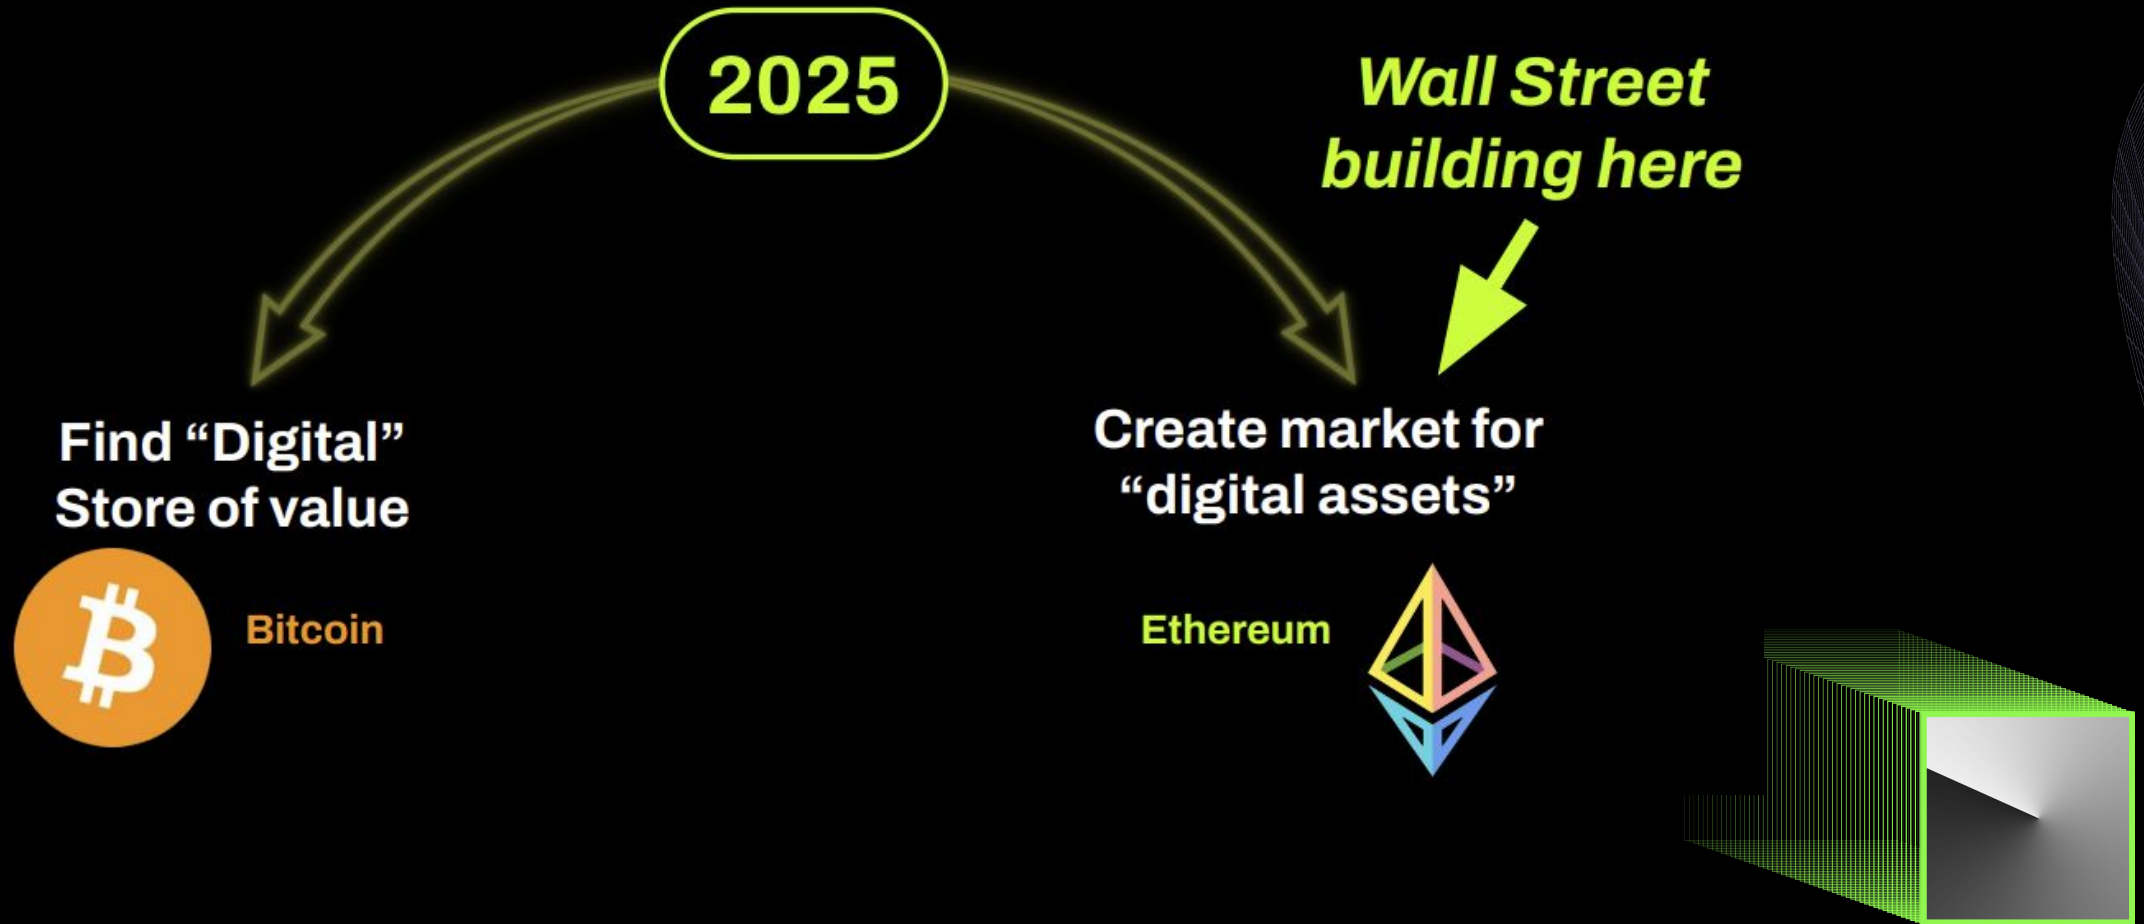 2025
Wall Street
building here
Find “Digital”
Store of value
Bitcoin
Create market for
“digital assets”
Ethereum